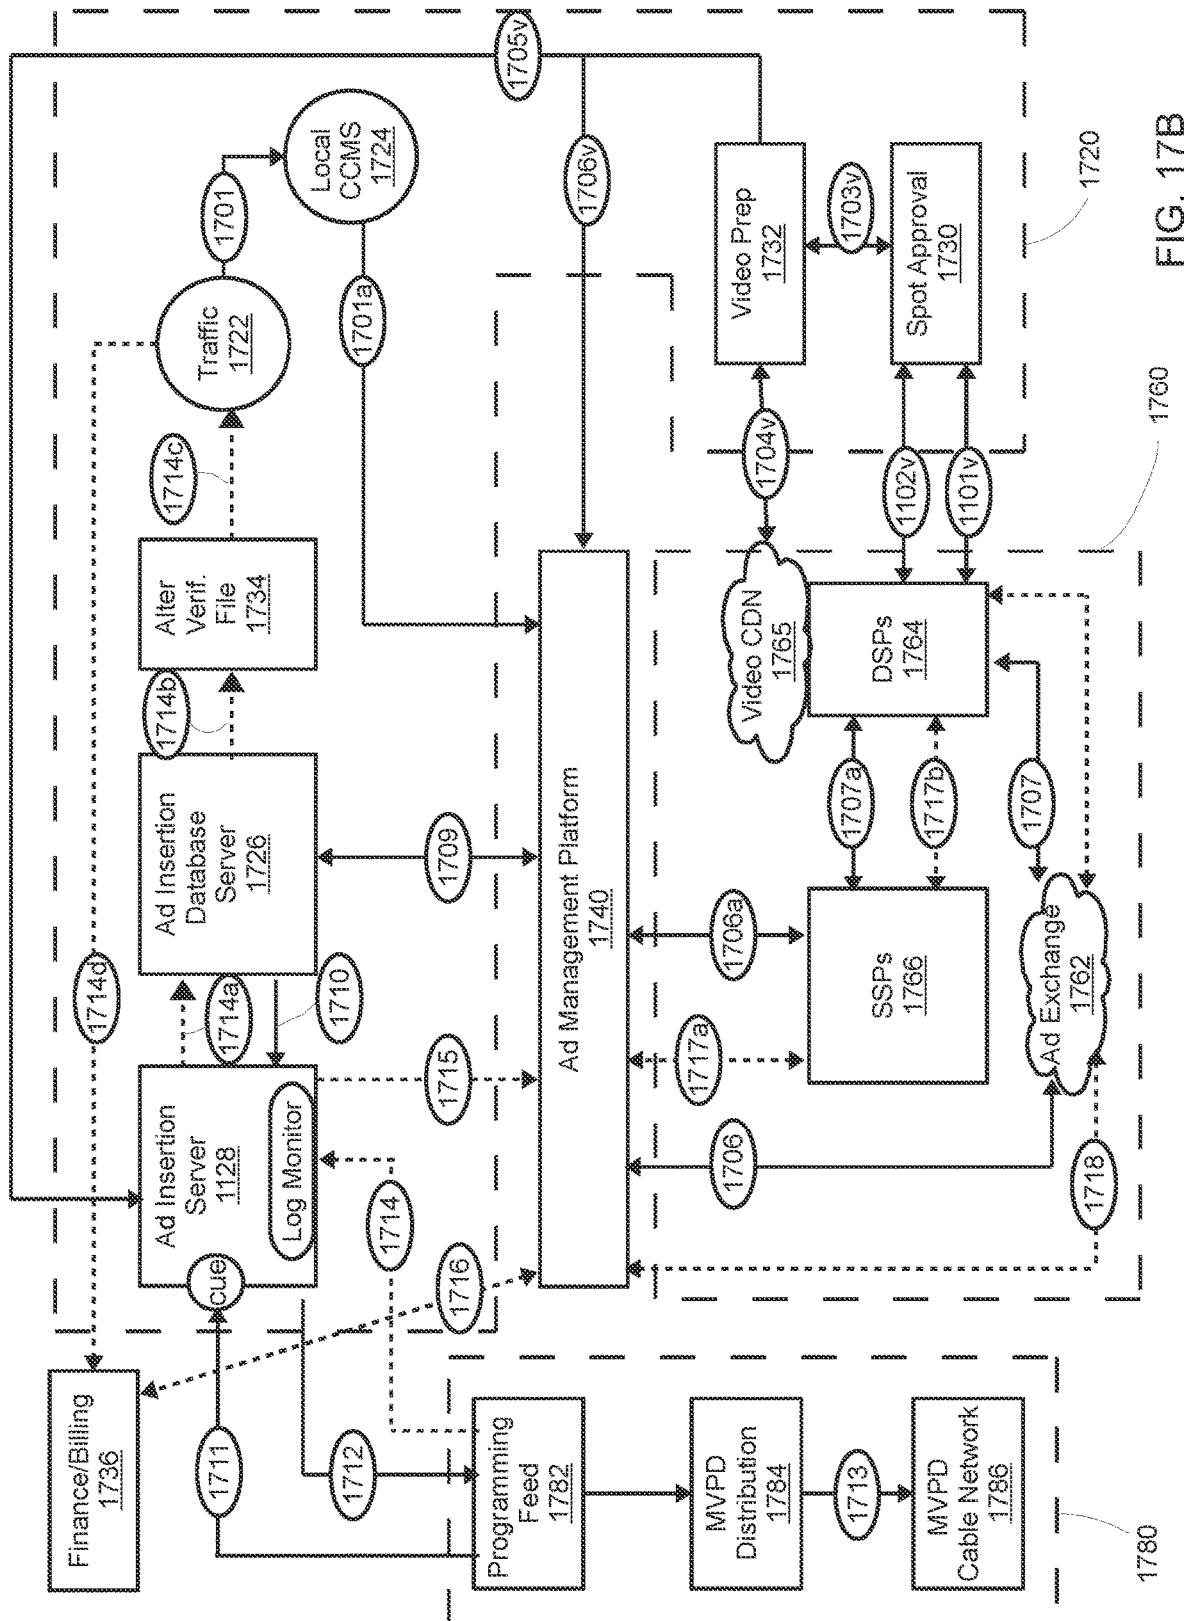 Finance/Billing
1736
1714d
1705v
1711
cue
Ad Insertion
Server
1128
Log Monitor
1714a
1710
Ad Insertion
Database
Server
1726
1714b
Alter
Verif.
File
1734
1714c
Traffic
1722
1701
Local
CCMS
1724
1701a
1712
1714
1716
1715
1709
1706v
Programming
Feed
1782
MVPD
Distribution
1784
1713
MVPD
Cable Network
1786
1780
Ad Management Platform
1740
1706
1717a
1706a
1718
SSPs
1766
Ad Exchange
1762
1707a
1717b
1707
Video CDN
1765
DSPs
1764
1704v
1102v
1101v
Video Prep
1732
1703v
Spot Approval
1730
1760
1720
FIG. 17B